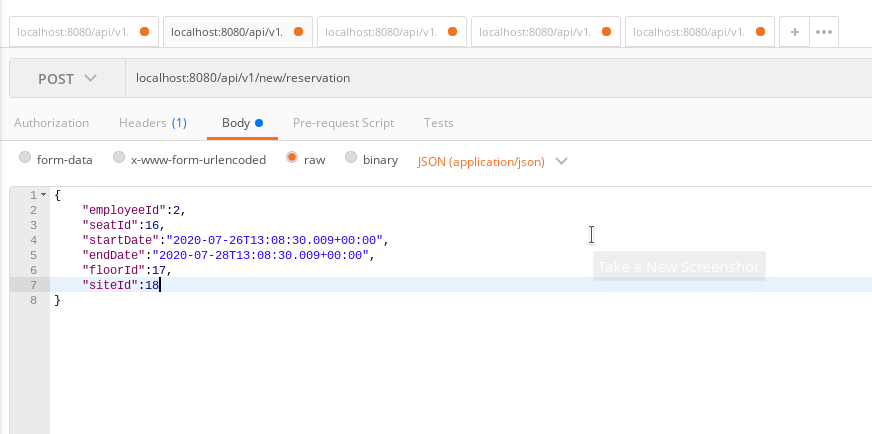 localhost:8080/api/v1. localhost:8080/api/v1. localhost:8080/api/v1. localhost:8080/api/v1. localhost:8080/api/v1. + •••
POST localhost:8080/api/v1/new/reservation
Authorization Headers (1) Body Pre-request Script Tests
form-data x-www-form-urlencoded raw binary JSON (application/json)
1 {
2 "employeeId":2,
3 "seatId":16,
4 "startDate":"2020-07-26T13:08:30.009+00:00",
5 "endDate":"2020-07-28T13:08:30.009+00:00",
Take a New Screenshot
6 "floorId":17,
7 "siteId":18
8 }